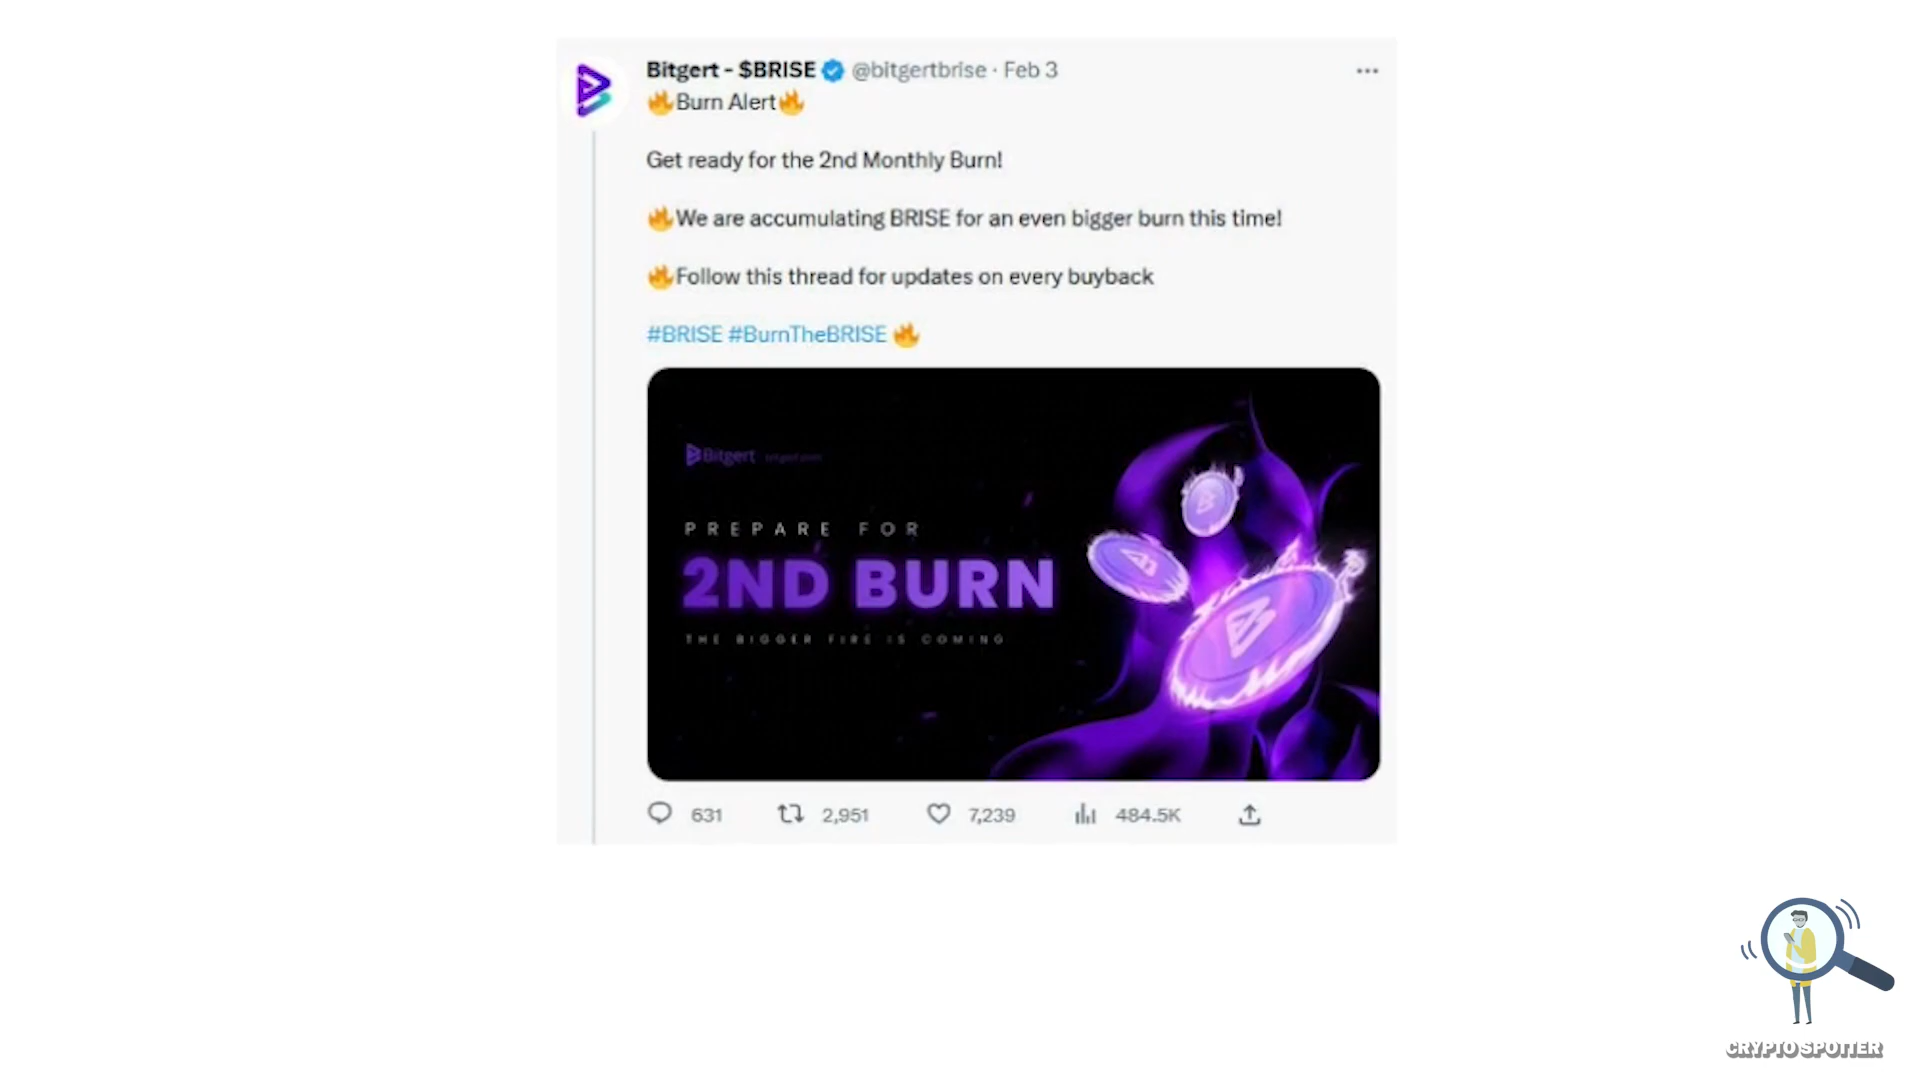 Bitgert - $BRISE @bitgertbrise · Feb 3
🔥Burn Alert🔥
Get ready for the 2nd Monthly Burn!
🔥We are accumulating BRISE for an even bigger burn this time!
🔥Follow this thread for updates on every buyback
#BRISE #BurnTheBRISE 🔥
Bitgert
PREPARE FOR
2ND BURN
THE BIGGER FIRE IS COMING
631 2,951 7,239 484.5K
CRYPTO SPOTTER